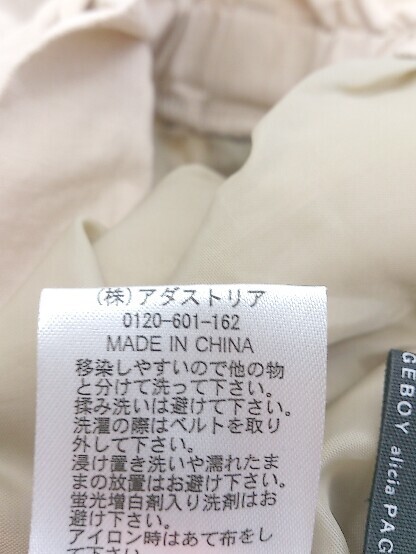 (株)アダストリア
0120-601-162
MADE IN CHINA
移染しやすいので他の物
と分けて洗って下さい。
揉み洗いは避けて下さい。
洗濯の際はベルトを取り
外して下さい。
浸け置き洗いや濡れたま
まの放置はお避け下さい。
蛍光増白剤入り洗剤はお
避け下さい。
アイロン時はあて布をし
て下さい。
GEBOY alicia PAG